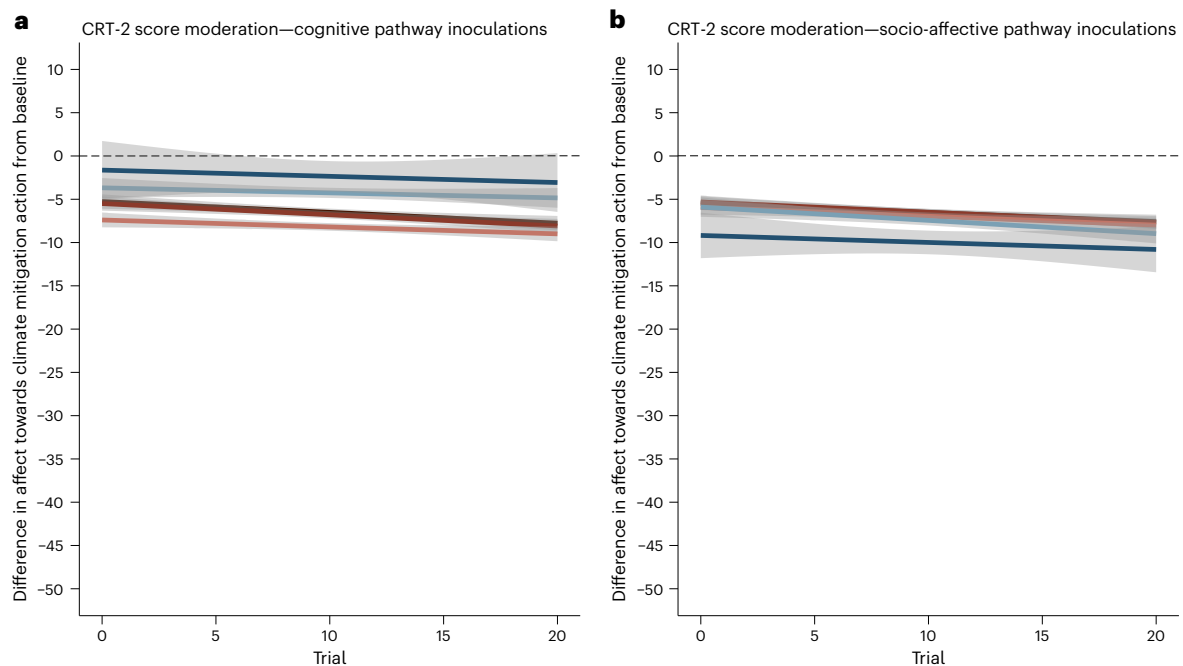 a
CRT-2 score moderation—cognitive pathway inoculations
Difference in affect towards climate mitigation action from baseline
10
5
0
−5
−10
−15
−20
−25
−30
−35
−40
−45
−50
0 5 10 15 20
Trial
b
CRT-2 score moderation—socio-affective pathway inoculations
Difference in affect towards climate mitigation action from baseline
10
5
0
−5
−10
−15
−20
−25
−30
−35
−40
−45
−50
0 5 10 15 20
Trial